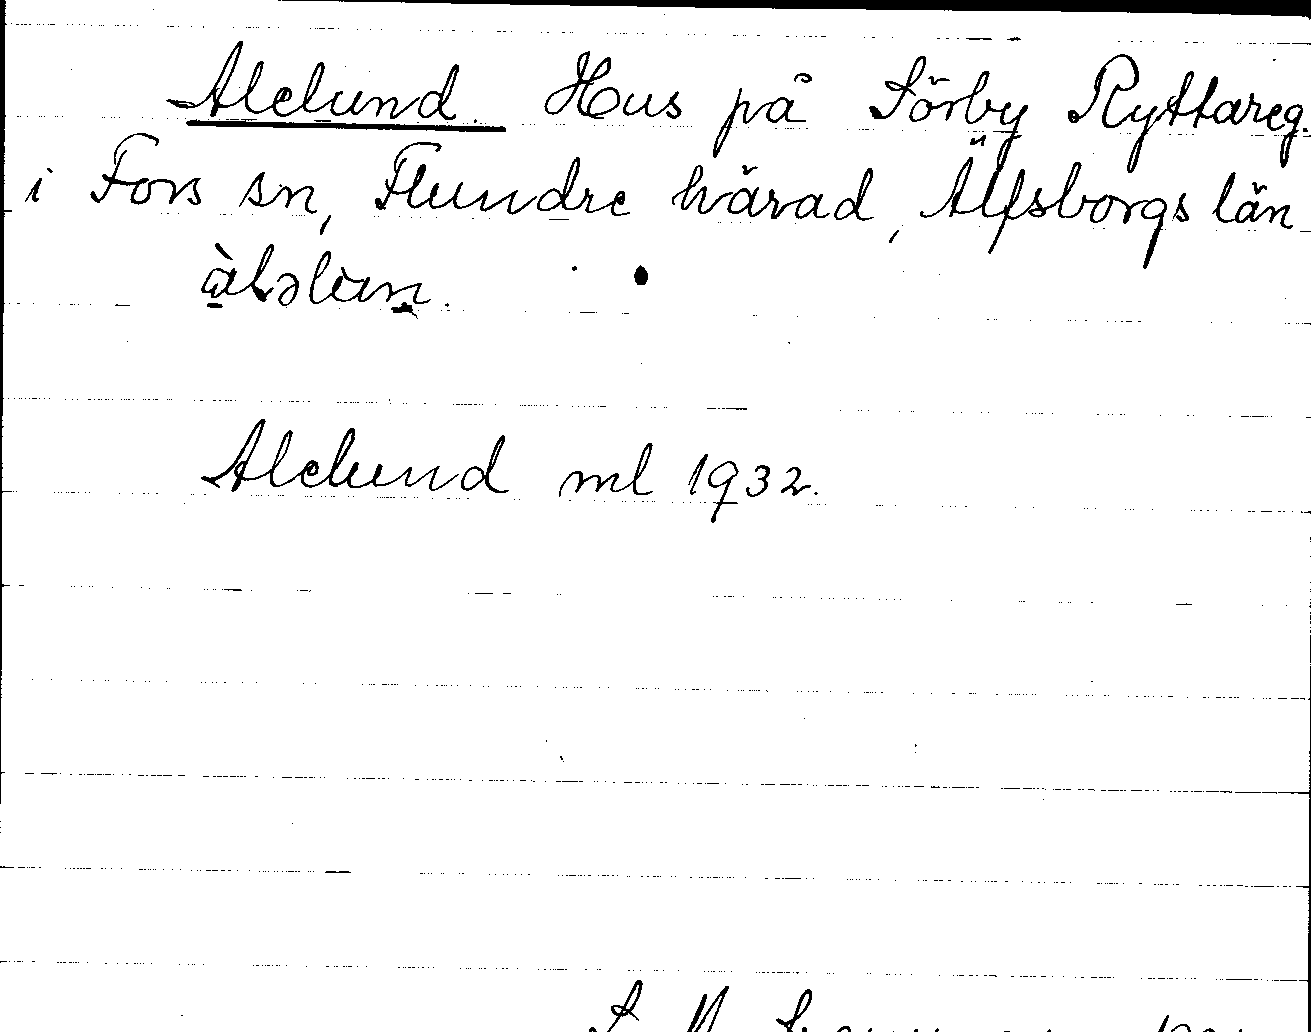 Alelund. Hus på Sörby Ryttareg.
i Fors sn, Flundre härad, Älfsborgs län
Alelund ml 1932.